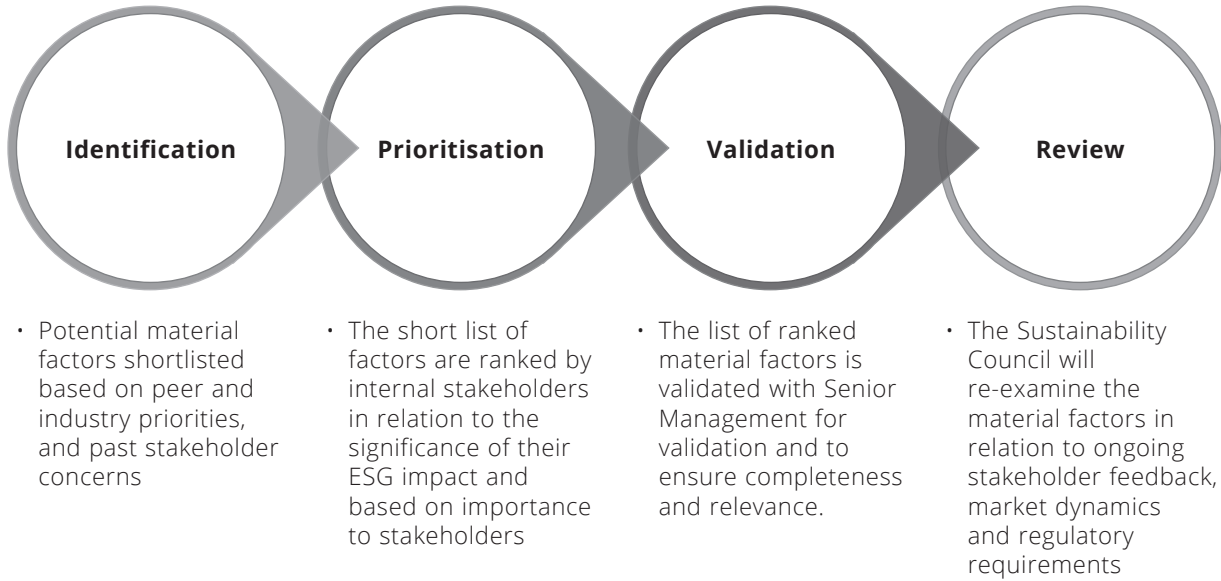 Identification
Prioritisation
Validation
Review
• Potential material
factors shortlisted
based on peer and
industry priorities,
and past stakeholder
concerns
• The short list of
factors are ranked by
internal stakeholders
in relation to the
significance of their
ESG impact and
based on importance
to stakeholders
• The list of ranked
material factors is
validated with Senior
Management for
validation and to
ensure completeness
and relevance.
• The Sustainability
Council will
re-examine the
material factors in
relation to ongoing
stakeholder feedback,
market dynamics
and regulatory
requirements